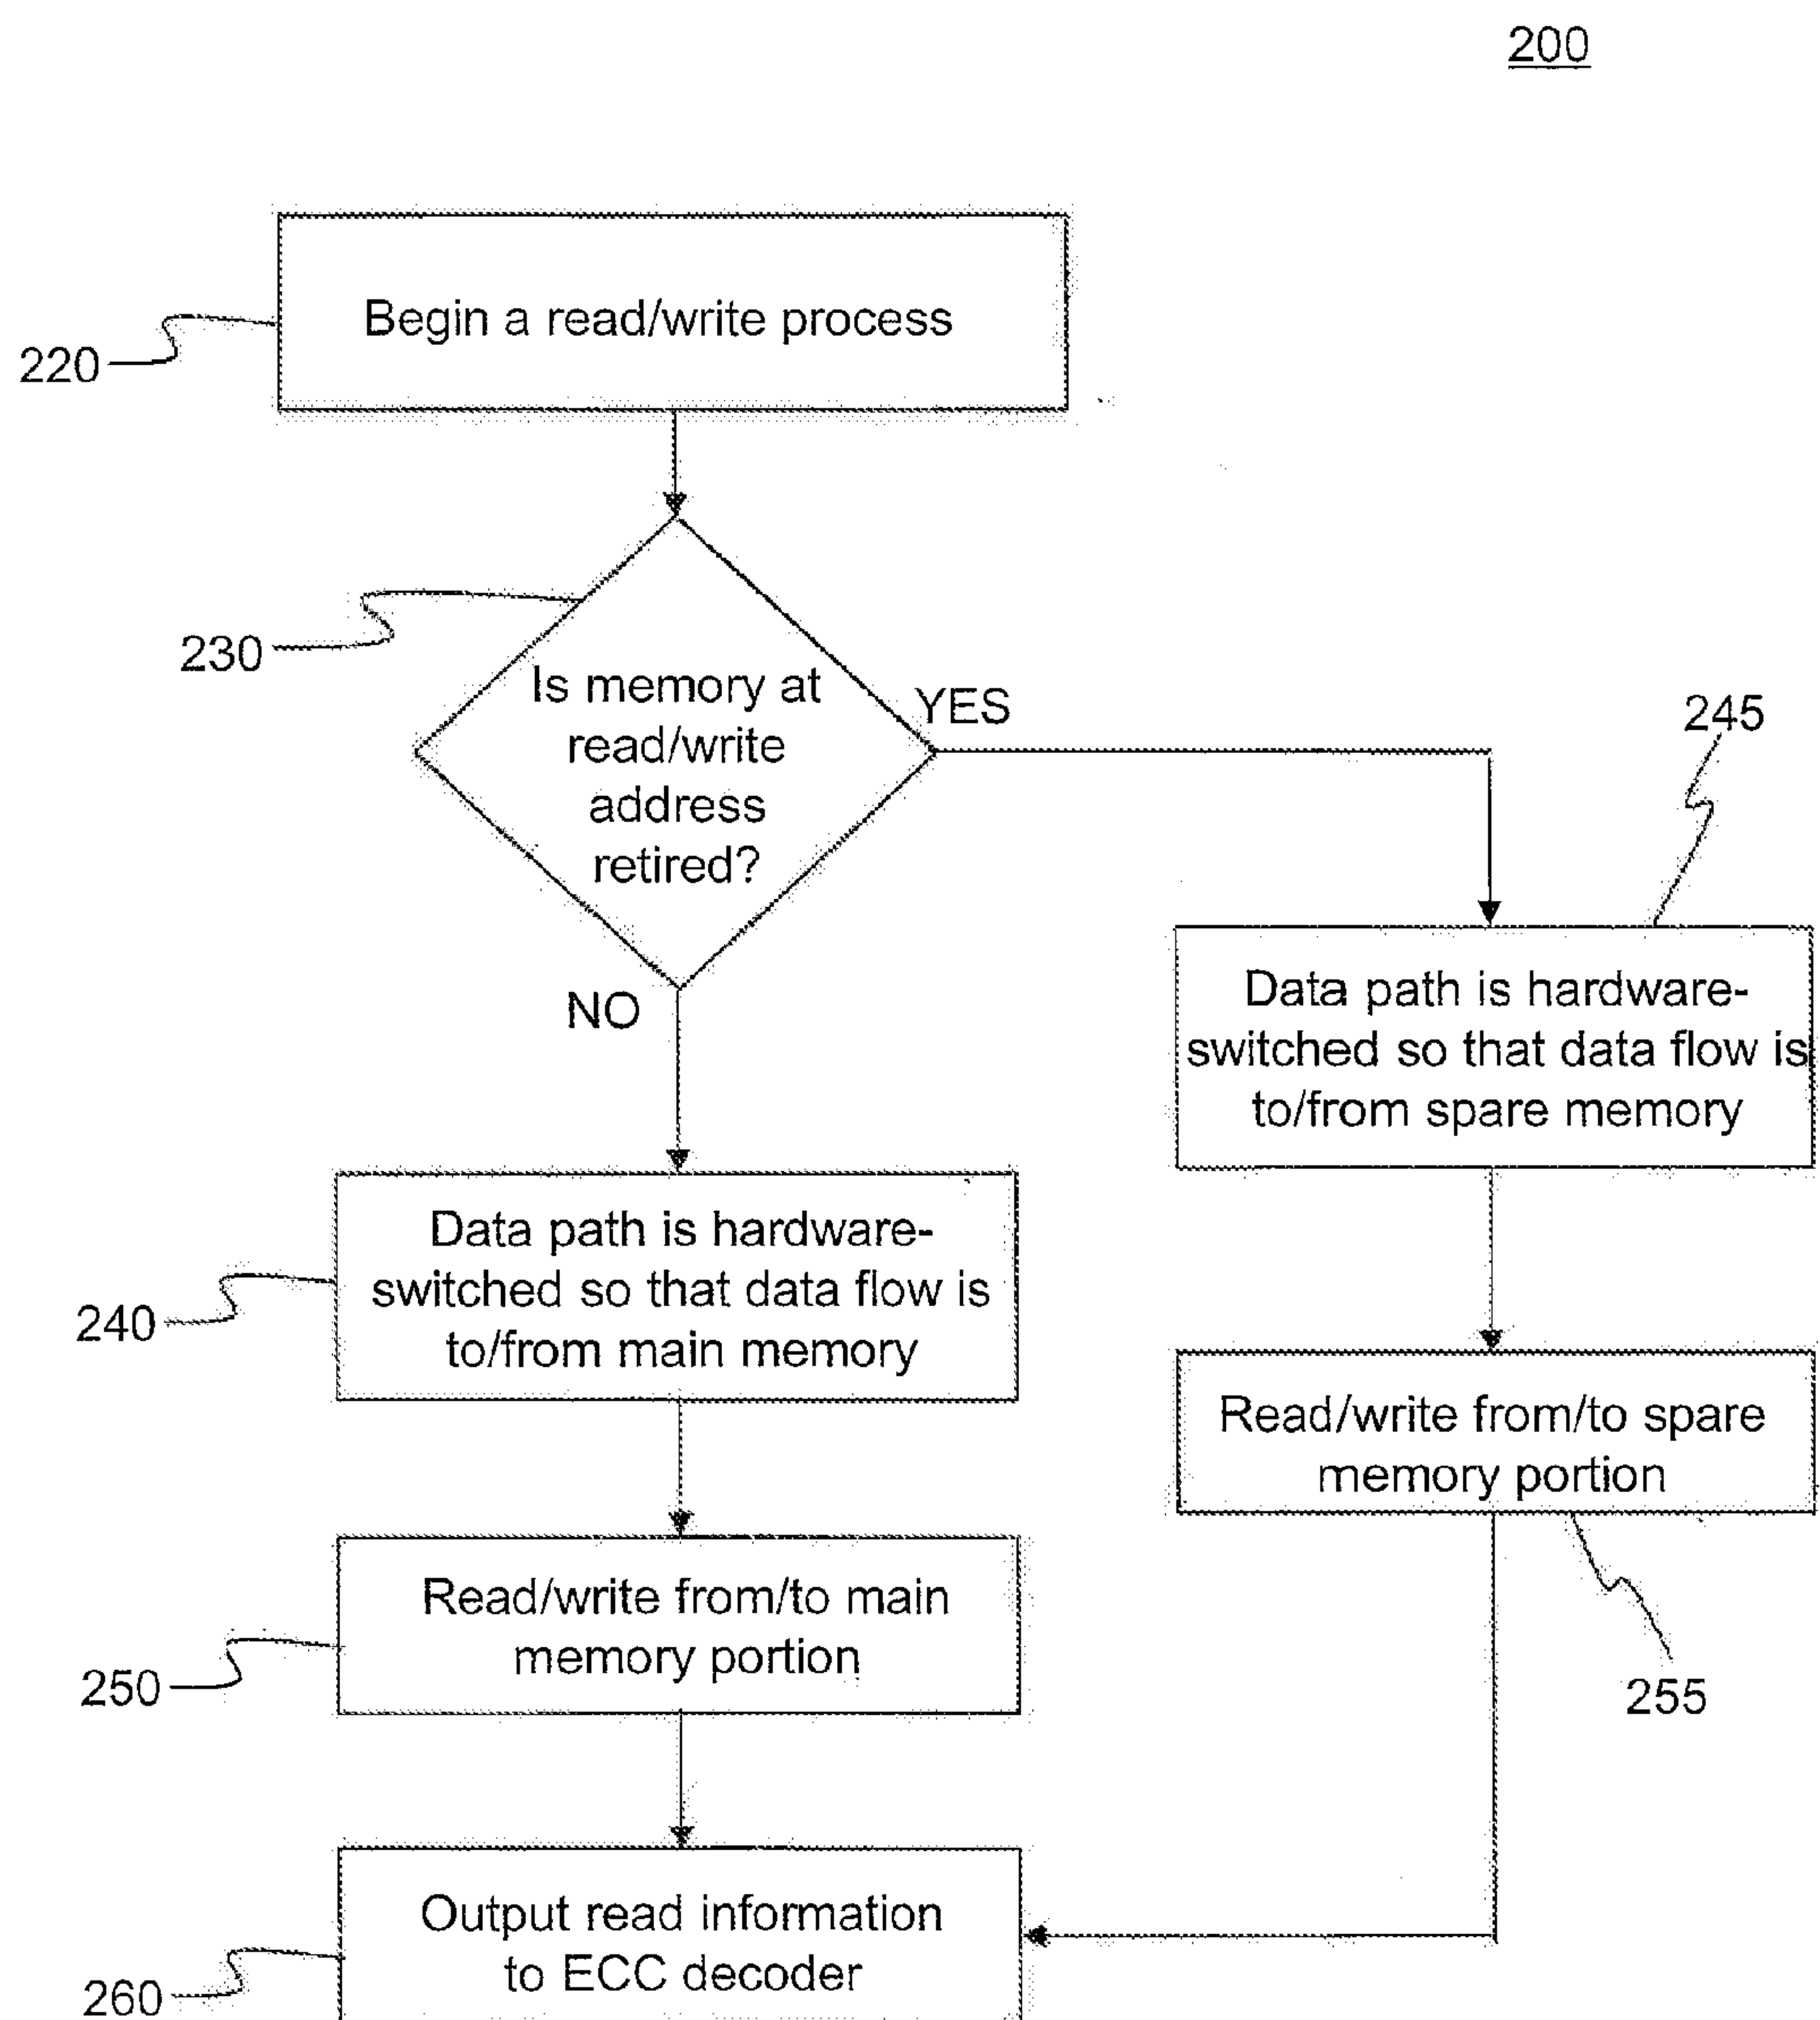 200
Begin a read/write process
220
230
Is memory at
read/write
address
retired?
YES
245
NO
Data path is hardware-
switched so that data flow is
to/from spare memory
Data path is hardware-
switched so that data flow is
to/from main memory
240
Read/write from/to spare
memory portion
255
Read/write from/to main
memory portion
250
Output read information
to ECC decoder
260